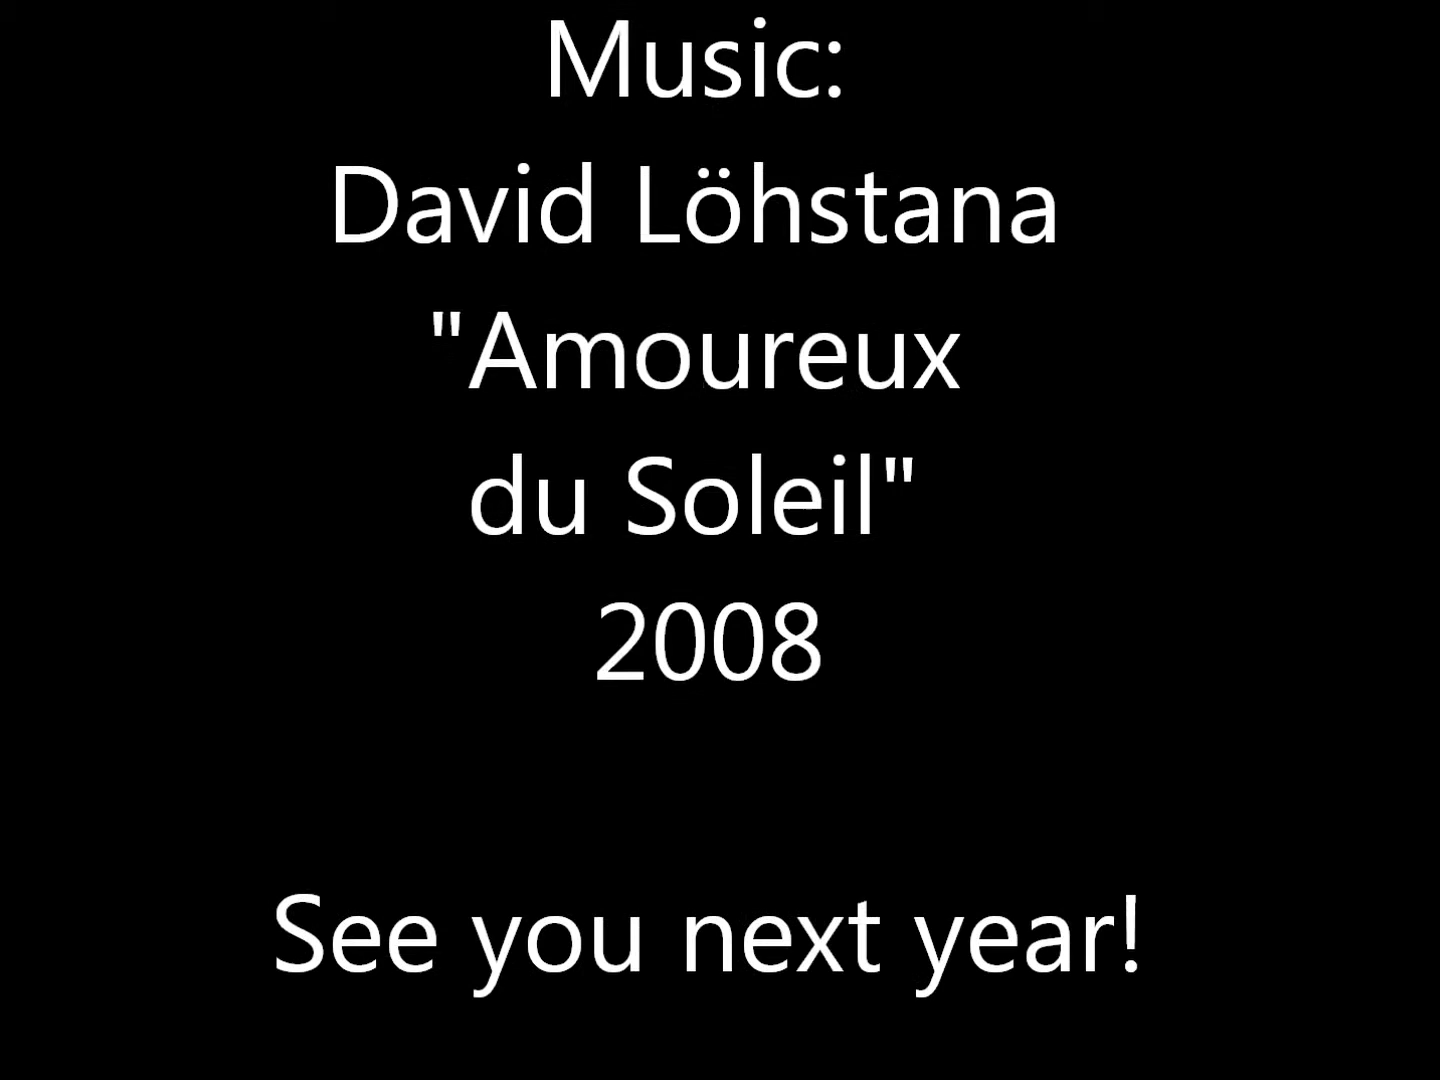 Music:
David Löhstana
"Amoureux
du Soleil"
2008
See you next year!